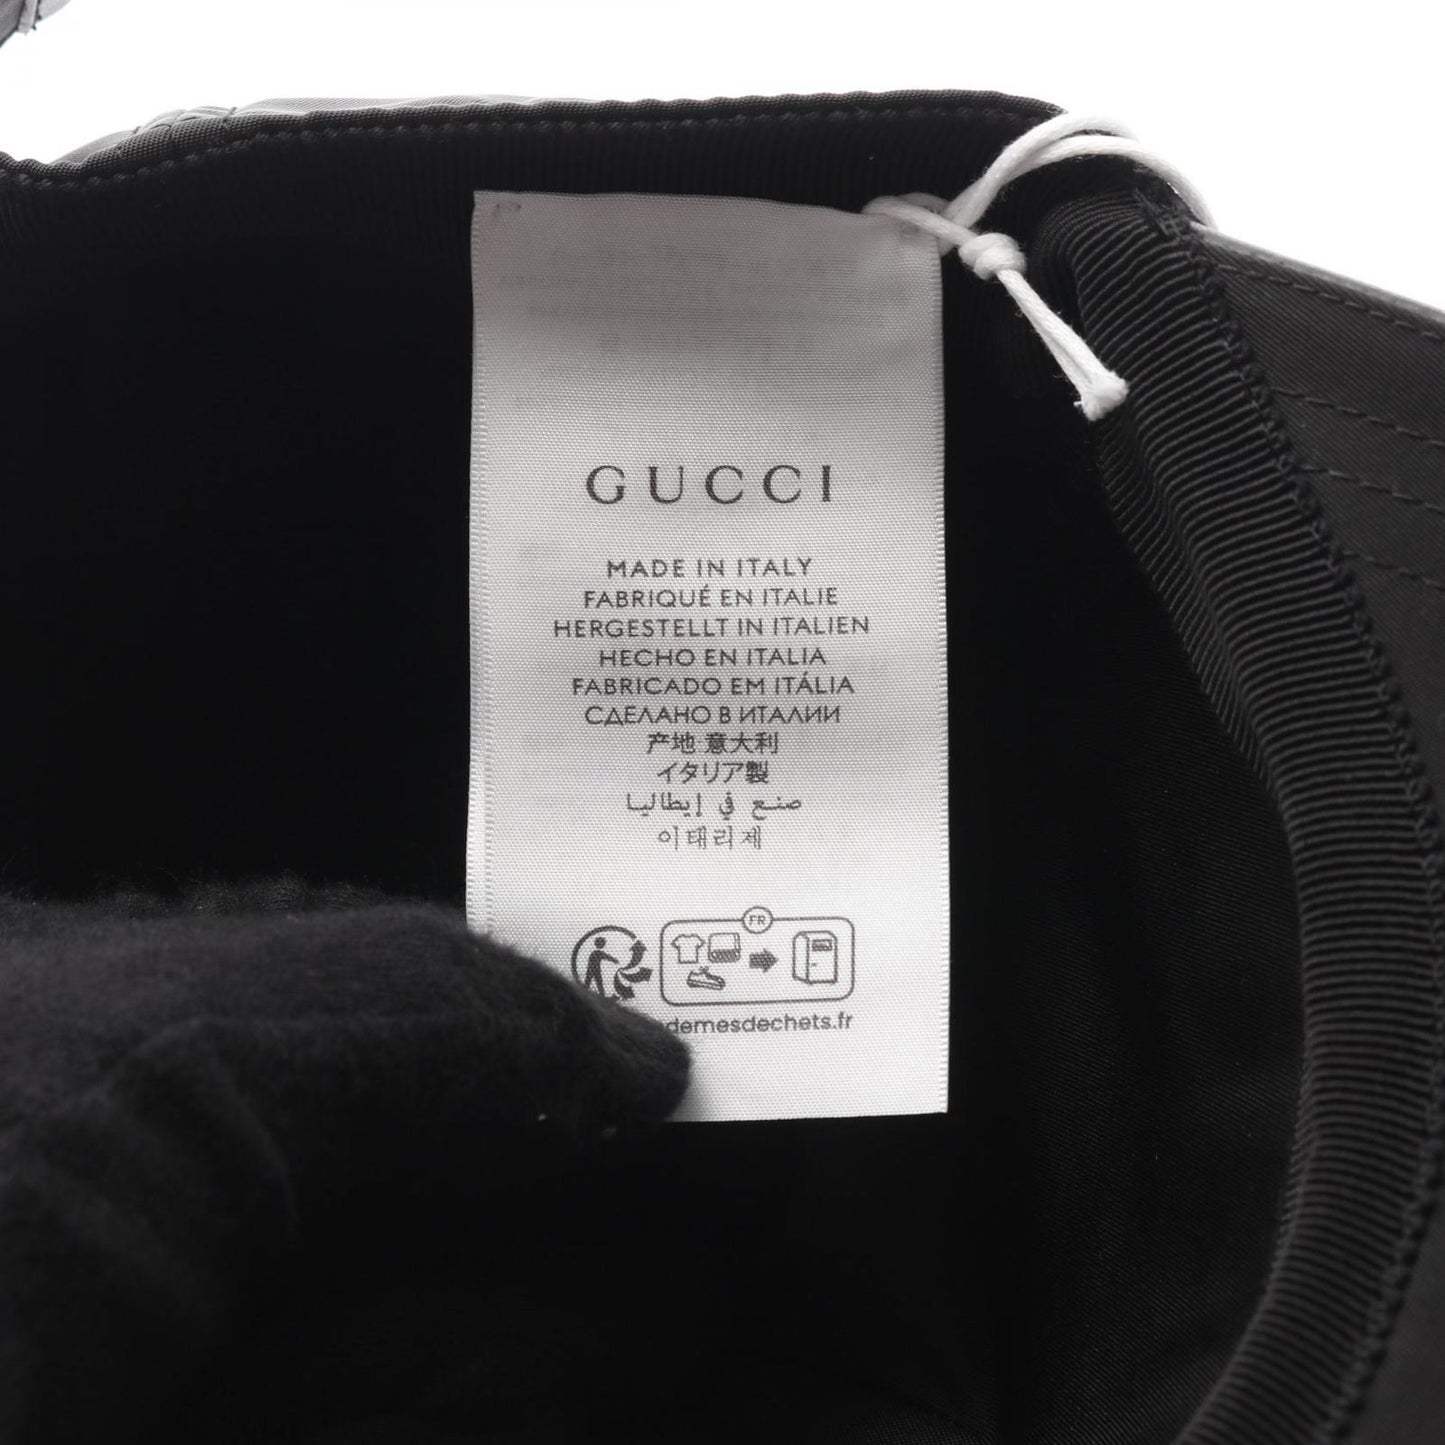 GUCCI
MADE IN ITALY
FABRIQUÉ EN ITALIE
HERGESTELLT IN ITALIEN
HECHO EN ITALIA
FABRICADO EM ITÁLIA
СДЕЛАНО В ИТАЛИИ
产地 意大利
イタリア製
صنع في إيطاليا
이태리제
FR
demesdechets.fr